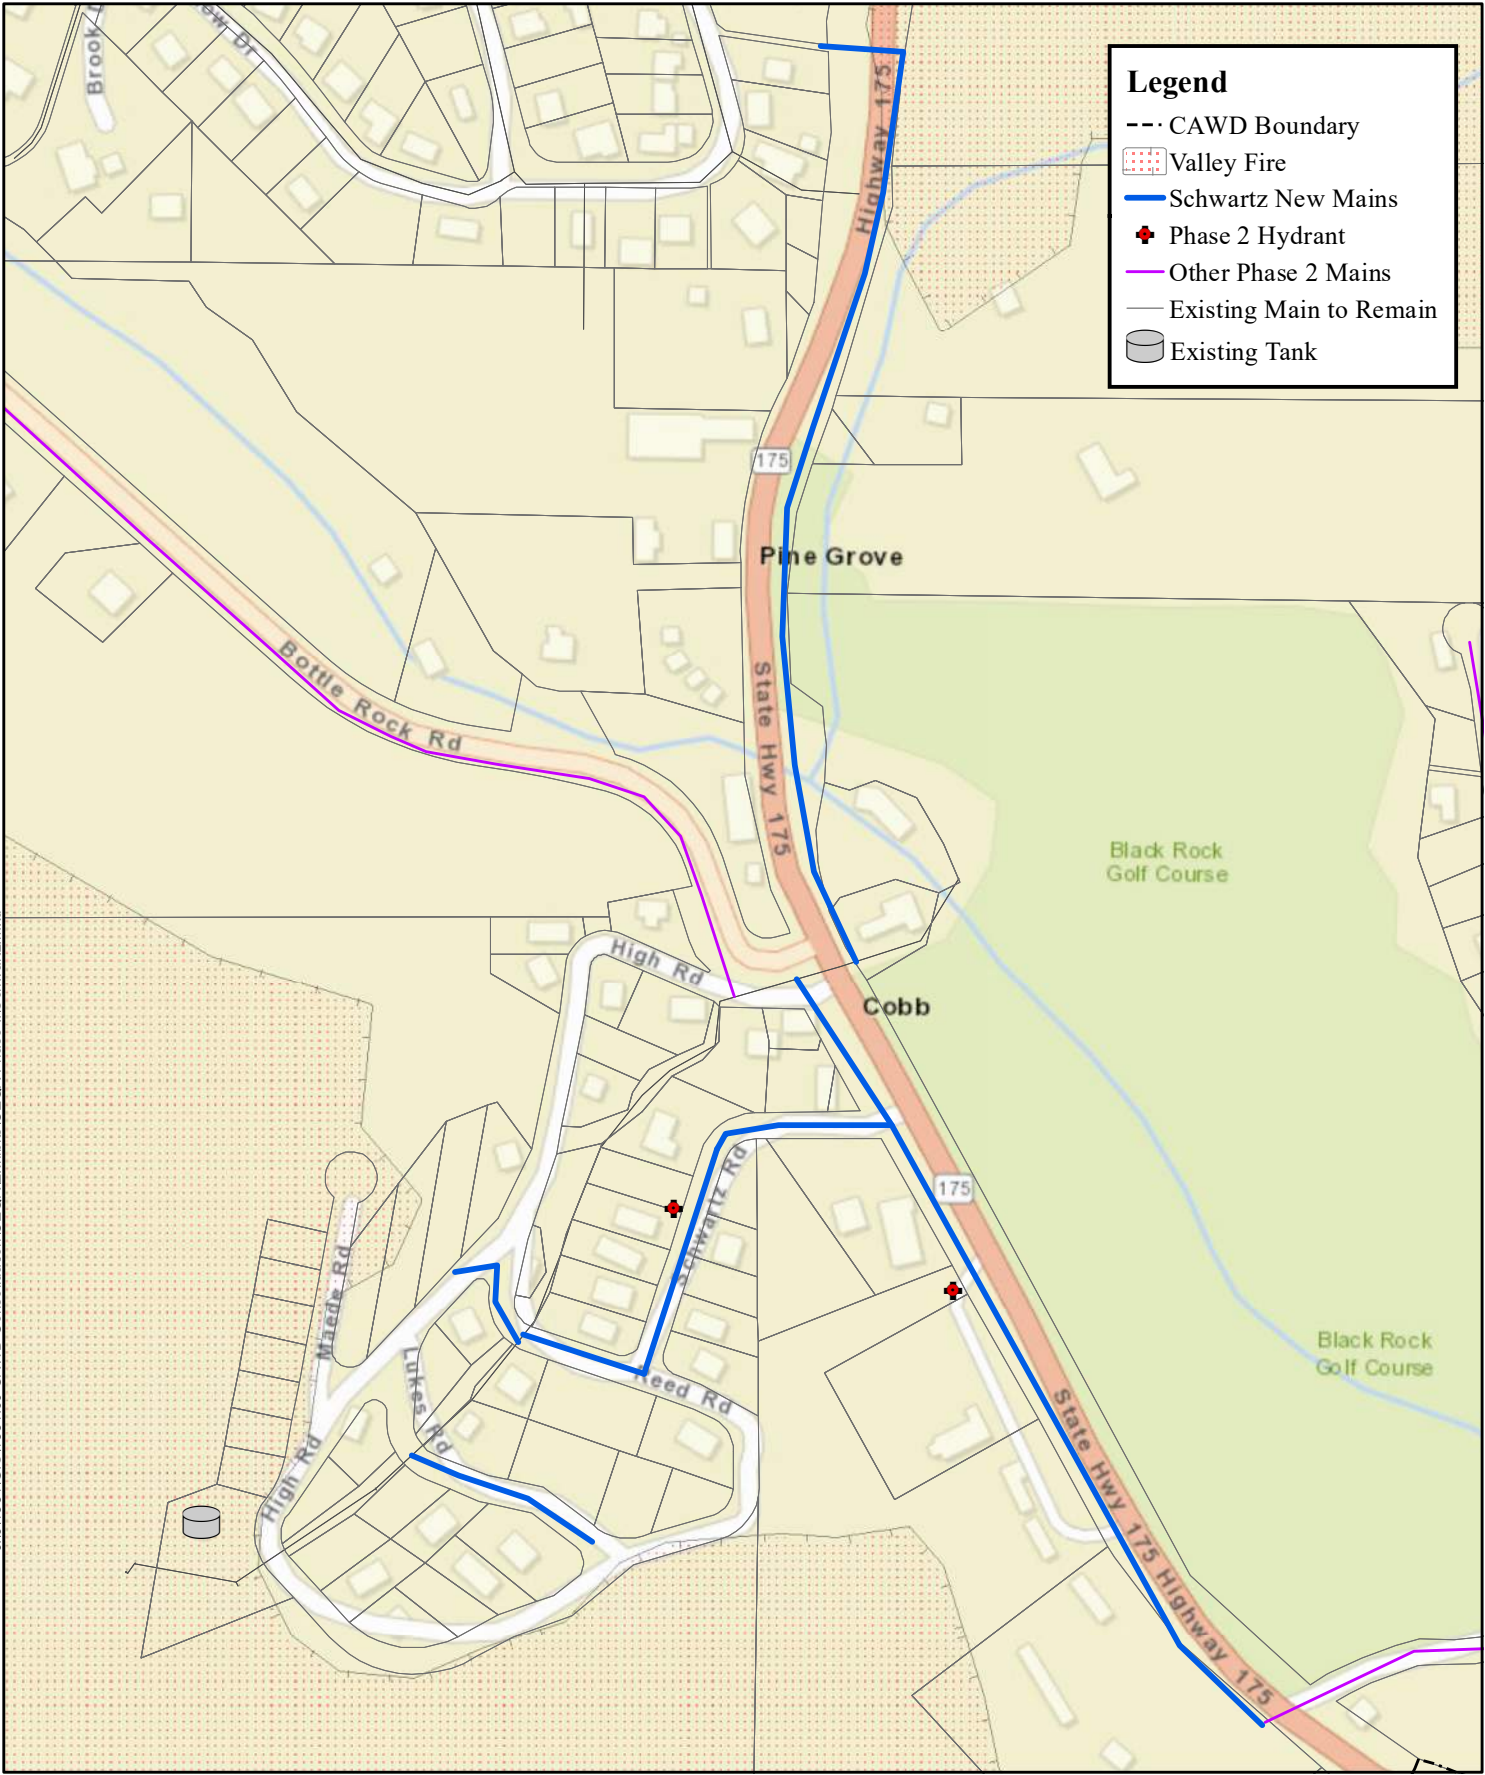 Brook
ow Dr
Highway 175
Legend
CAWD Boundary
Valley Fire
Schwartz New Mains
Phase 2 Hydrant
Other Phase 2 Mains
Existing Main to Remain
Existing Tank
175
Pine Grove
Bottle Rock Rd
State Hwy 175
Black Rock
Golf Course
High Rd
Cobb
175
Schwartz Rd
Maede Rd
Lukes Rd
Reed Rd
Black Rock
Golf Course
High Rd
State Hwy 175
Highway 175